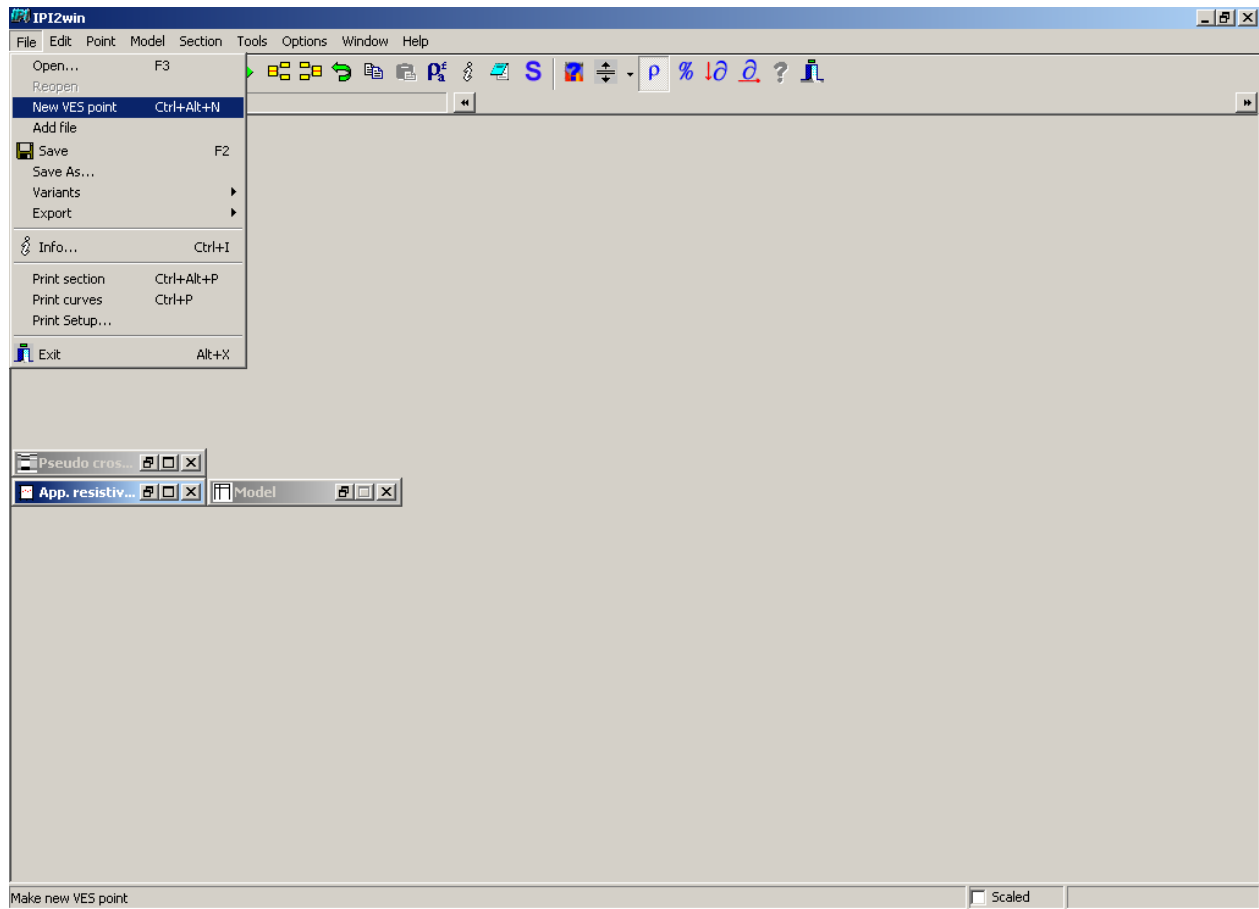 IPI2win
File Edit Point Model Section Tools Options Window Help
Open... F3
Reopen
New VES point Ctrl+Alt+N
Add file
Save F2
Save As...
Variants
Export
Info... Ctrl+I
Print section Ctrl+Alt+P
Print curves Ctrl+P
Print Setup...
Exit Alt+X
Pseudo cros...
App. resistiv... Model
Make new VES point Scaled